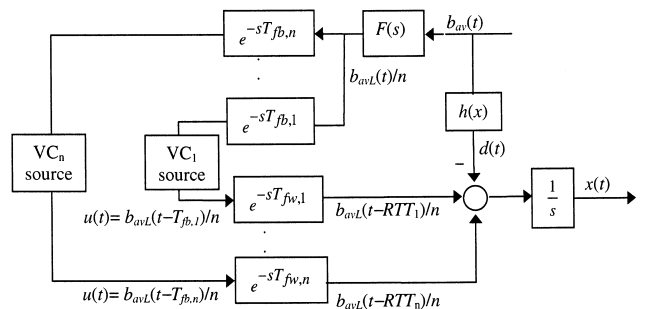 e^{-sT_{fb,n}}
F(s)
b_{av}(t)
.
.
b_{avL}(t)/n
e^{-sT_{fb,1}}
h(x)
VC_n
source
VC_1
source
d(t)
–
e^{-sT_{fw,1}}
1/s
x(t)
u(t)= b_{avL}(t-T_{fb,1})/n
b_{avL}(t-RTT_1)/n
.
.
e^{-sT_{fw,n}}
u(t)= b_{avL}(t-T_{fb,n})/n
b_{avL}(t-RTT_n)/n